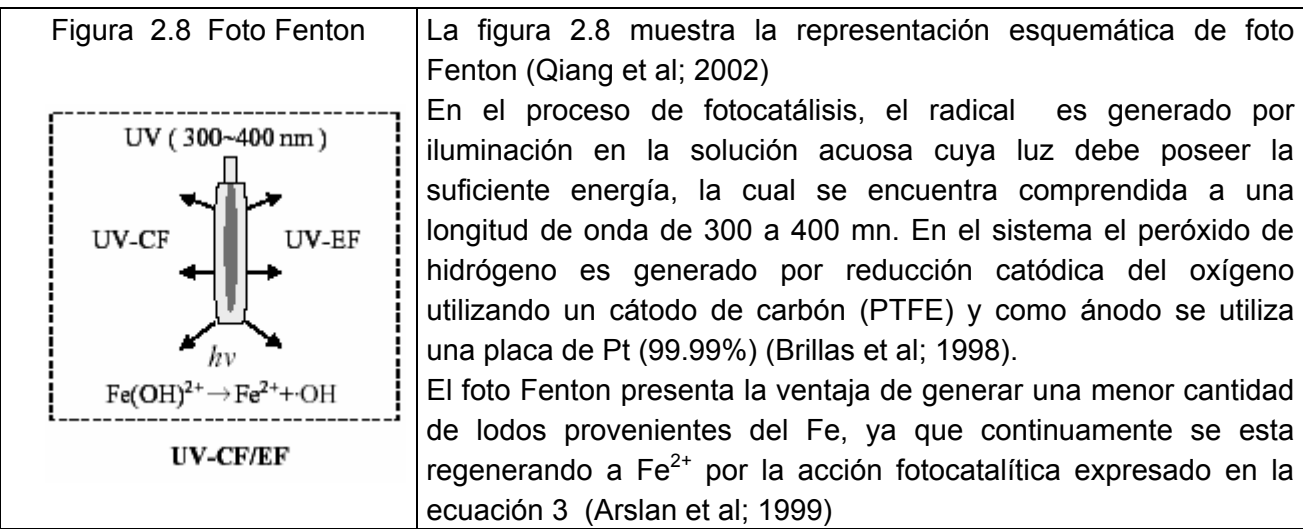 Figura 2.8 Foto Fenton
UV ( 300~400 nm )
UV-CF UV-EF
hν
Fe(OH)²⁺→Fe²⁺+·OH
UV-CF/EF
La figura 2.8 muestra la representación esquemática de foto
Fenton (Qiang et al; 2002)
En el proceso de fotocatálisis, el radical es generado por
iluminación en la solución acuosa cuya luz debe poseer la
suficiente energía, la cual se encuentra comprendida a una
longitud de onda de 300 a 400 mn. En el sistema el peróxido de
hidrógeno es generado por reducción catódica del oxígeno
utilizando un cátodo de carbón (PTFE) y como ánodo se utiliza
una placa de Pt (99.99%) (Brillas et al; 1998).
El foto Fenton presenta la ventaja de generar una menor cantidad
de lodos provenientes del Fe, ya que continuamente se esta
regenerando a Fe²⁺ por la acción fotocatalítica expresado en la
ecuación 3 (Arslan et al; 1999)